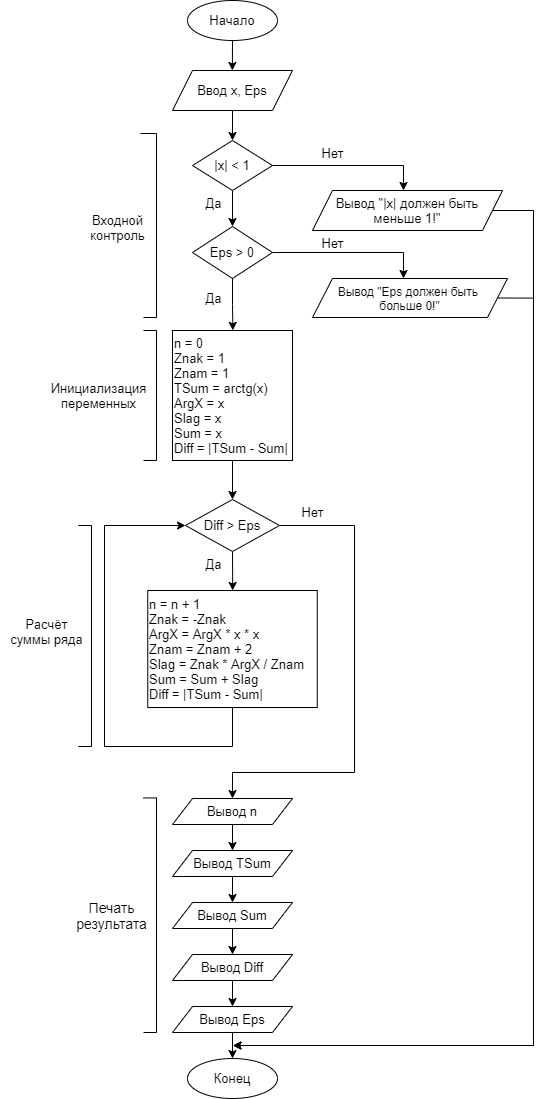 Начало
Ввод x, Eps
Входной
контроль
|x| < 1
Нет
Да
Вывод "|x| должен быть
меньше 1!"
Eps > 0
Нет
Да
Вывод "Eps должен быть
больше 0!"
Инициализация
переменных
n = 0
Znak = 1
Znam = 1
TSum = arctg(x)
ArgX = x
Slag = x
Sum = x
Diff = |TSum - Sum|
Расчёт
суммы ряда
Diff > Eps
Нет
Да
n = n + 1
Znak = -Znak
ArgX = ArgX * x * x
Znam = Znam + 2
Slag = Znak * ArgX / Znam
Sum = Sum + Slag
Diff = |TSum - Sum|
Печать
результата
Вывод n
Вывод TSum
Вывод Sum
Вывод Diff
Вывод Eps
Конец